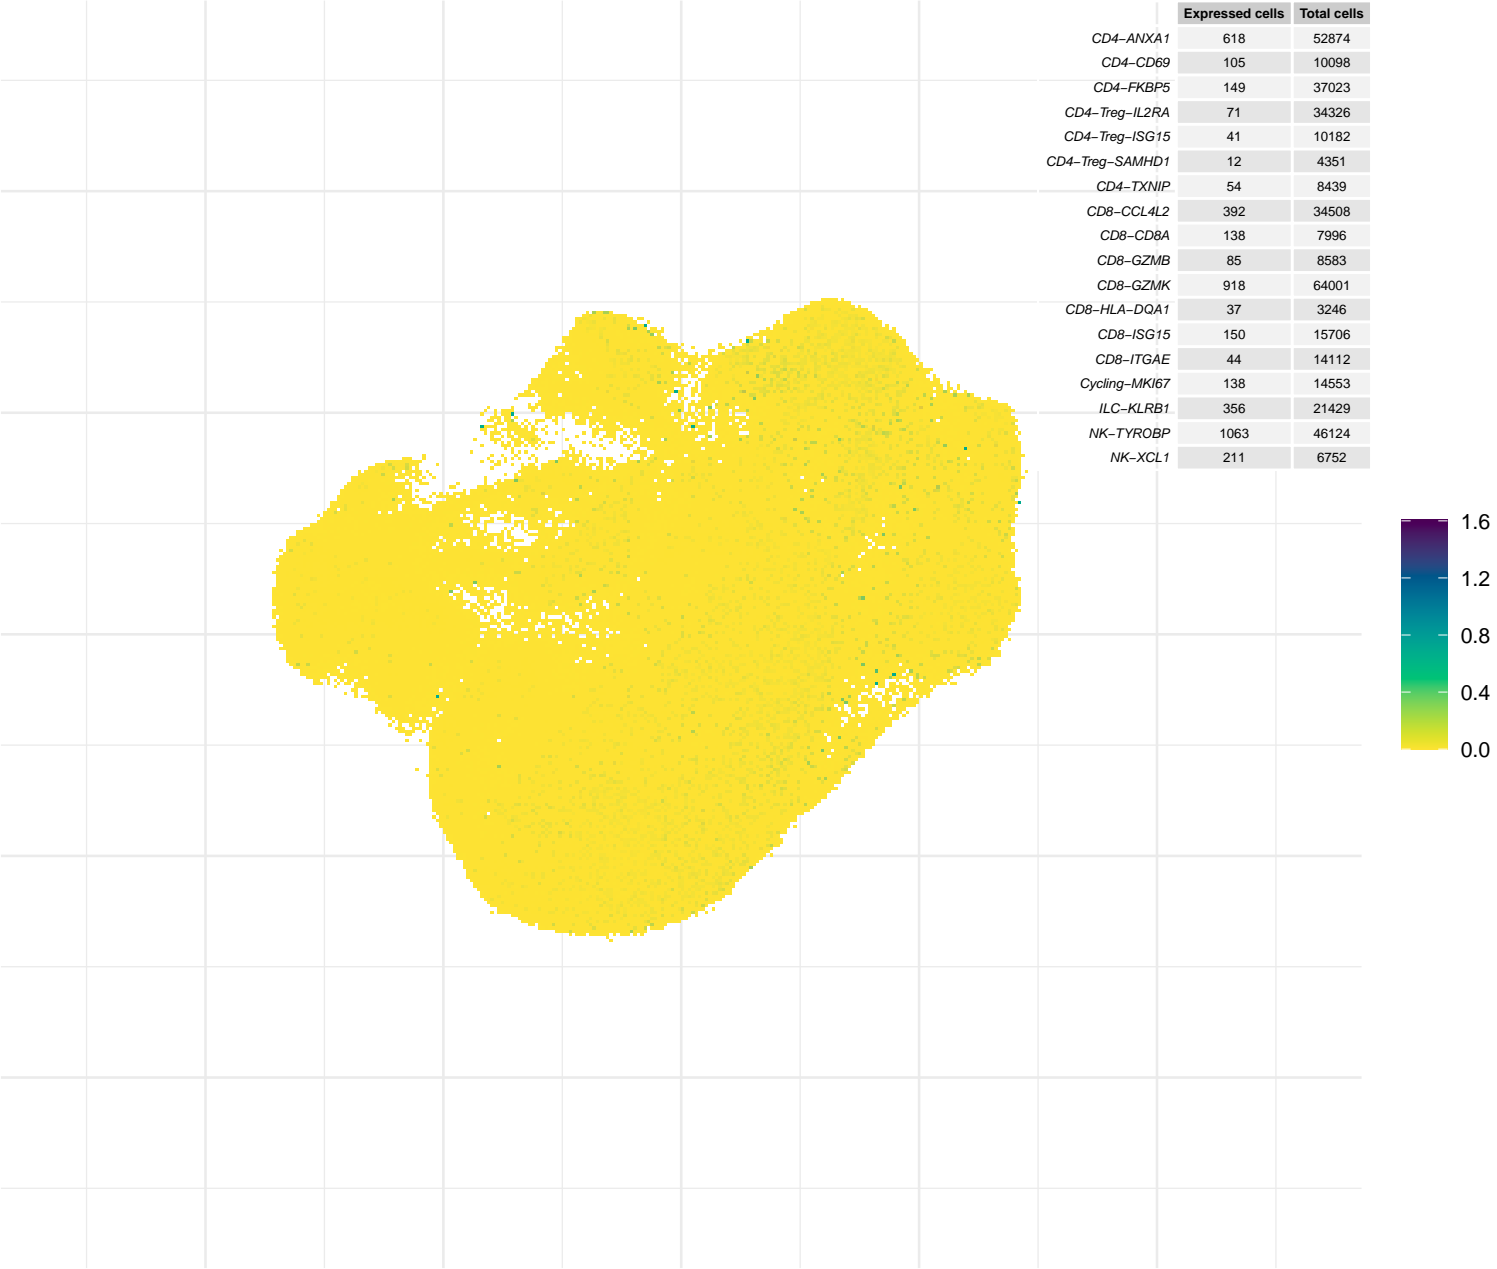 Expressed cells Total cells
CD4−ANXA1 618 52874
CD4−CD69 105 10098
CD4−FKBP5 149 37023
CD4−Treg−IL2RA 71 34326
CD4−Treg−ISG15 41 10182
CD4−Treg−SAMHD1 12 4351
CD4−TXNIP 54 8439
CD8−CCL4L2 392 34508
CD8−CD8A 138 7996
CD8−GZMB 85 8583
CD8−GZMK 918 64001
CD8−HLA−DQA1 37 3246
CD8−ISG15 150 15706
CD8−ITGAE 44 14112
Cycling−MKI67 138 14553
ILC−KLRB1 356 21429
NK−TYROBP 1063 46124
NK−XCL1 211 6752
1.6
1.2
0.8
0.4
0.0